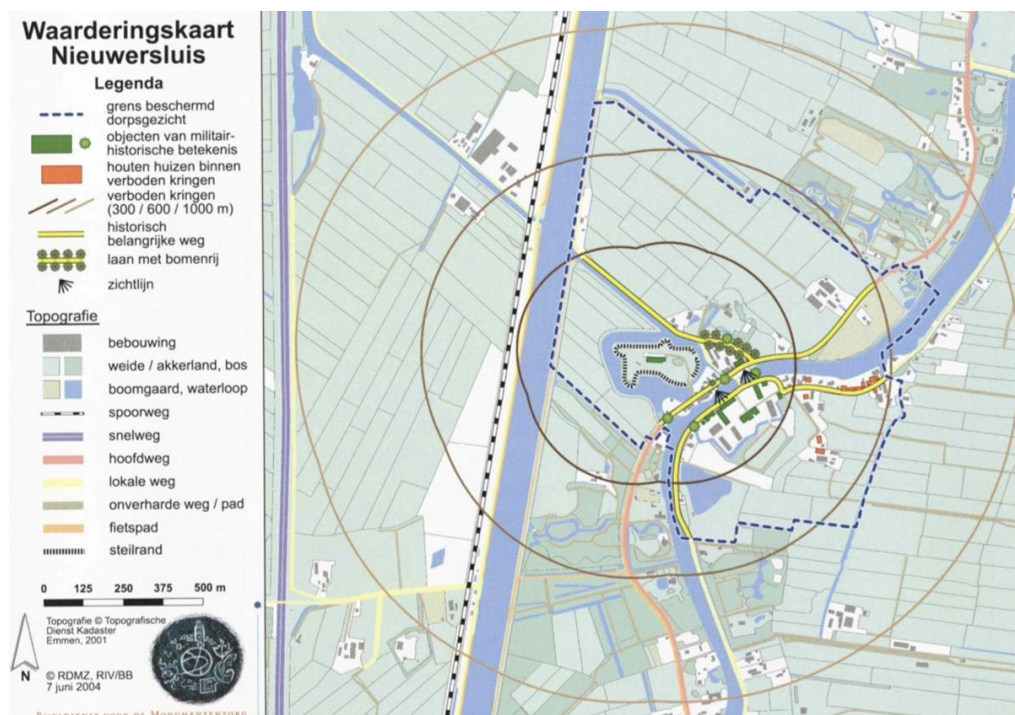 Waarderingskaart
Nieuwersluis
Legenda
grens beschermd
dorpsgezicht
objecten van militair-
historische betekenis
houten huizen binnen
verboden kringen
verboden kringen
(300 / 600 / 1000 m)
historisch
belangrijke weg
laan met bomenrij
zichtlijn
Topografie
bebouwing
weide / akkerland, bos
boomgaard, waterloop
spoorweg
snelweg
hoofdweg
lokale weg
onverharde weg / pad
fietspad
steilrand
0 125 250 375 500 m
Topografie © Topografische
Dienst Kadaster
Emmen, 2001
N
© RDMZ, RIV/BB
7 juni 2004